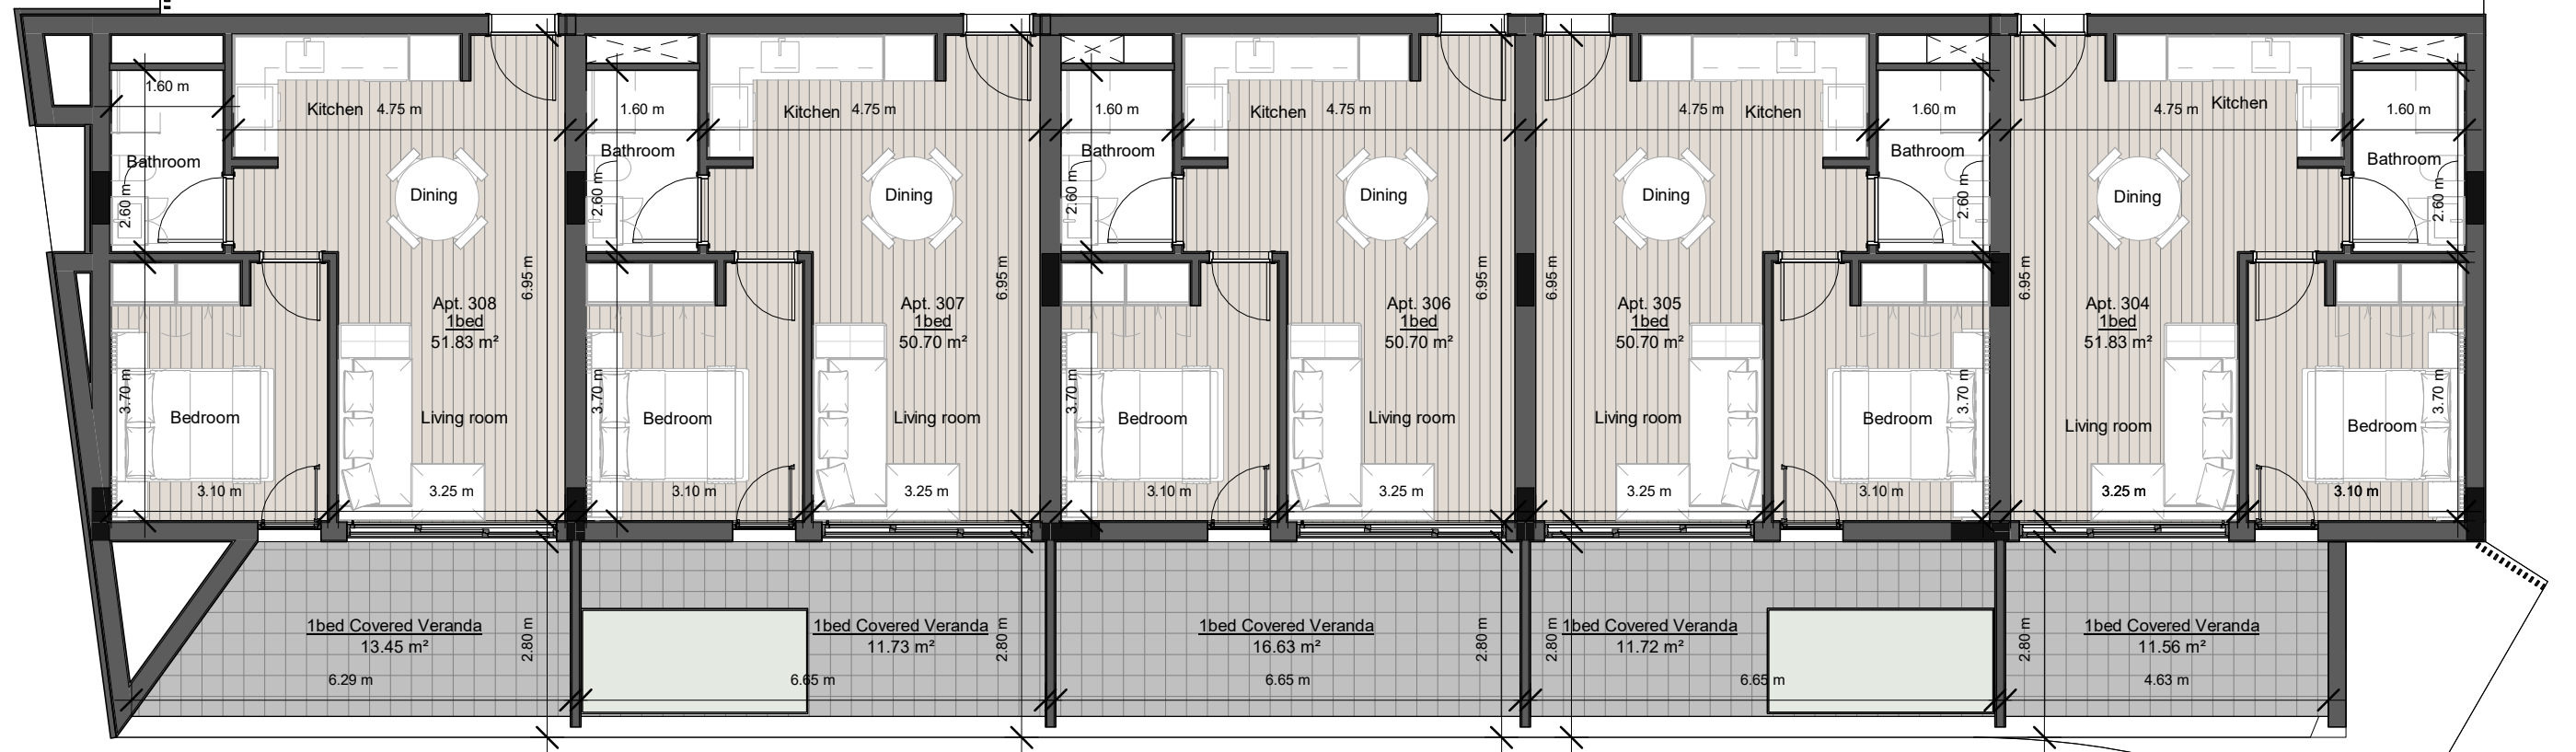 1.60 m
Kitchen 4.75 m
Bathroom
2.60 m
Dining
6.95 m
Apt. 308
1bed
51.83 m²
3.70 m
Bedroom
Living room
3.10 m
3.25 m
1bed Covered Veranda
13.45 m²
2.80 m
6.29 m
1.60 m
Kitchen 4.75 m
Bathroom
2.60 m
Dining
6.95 m
Apt. 307
1bed
50.70 m²
3.70 m
Bedroom
Living room
3.10 m
3.25 m
1bed Covered Veranda
11.73 m²
2.80 m
6.65 m
1.60 m
Kitchen 4.75 m
Bathroom
2.60 m
Dining
6.95 m
Apt. 306
1bed
50.70 m²
3.70 m
Bedroom
Living room
3.10 m
3.25 m
1bed Covered Veranda
16.63 m²
2.80 m
6.65 m
4.75 m Kitchen
1.60 m
Bathroom
2.60 m
Dining
6.95 m
Apt. 305
1bed
50.70 m²
3.70 m
Living room
Bedroom
3.25 m
3.10 m
2.80 m
1bed Covered Veranda
11.72 m²
6.65 m
4.75 m Kitchen
1.60 m
Bathroom
2.60 m
Dining
6.95 m
Apt. 304
1bed
51.83 m²
3.70 m
Living room
Bedroom
3.25 m
3.10 m
2.80 m
1bed Covered Veranda
11.56 m²
4.63 m